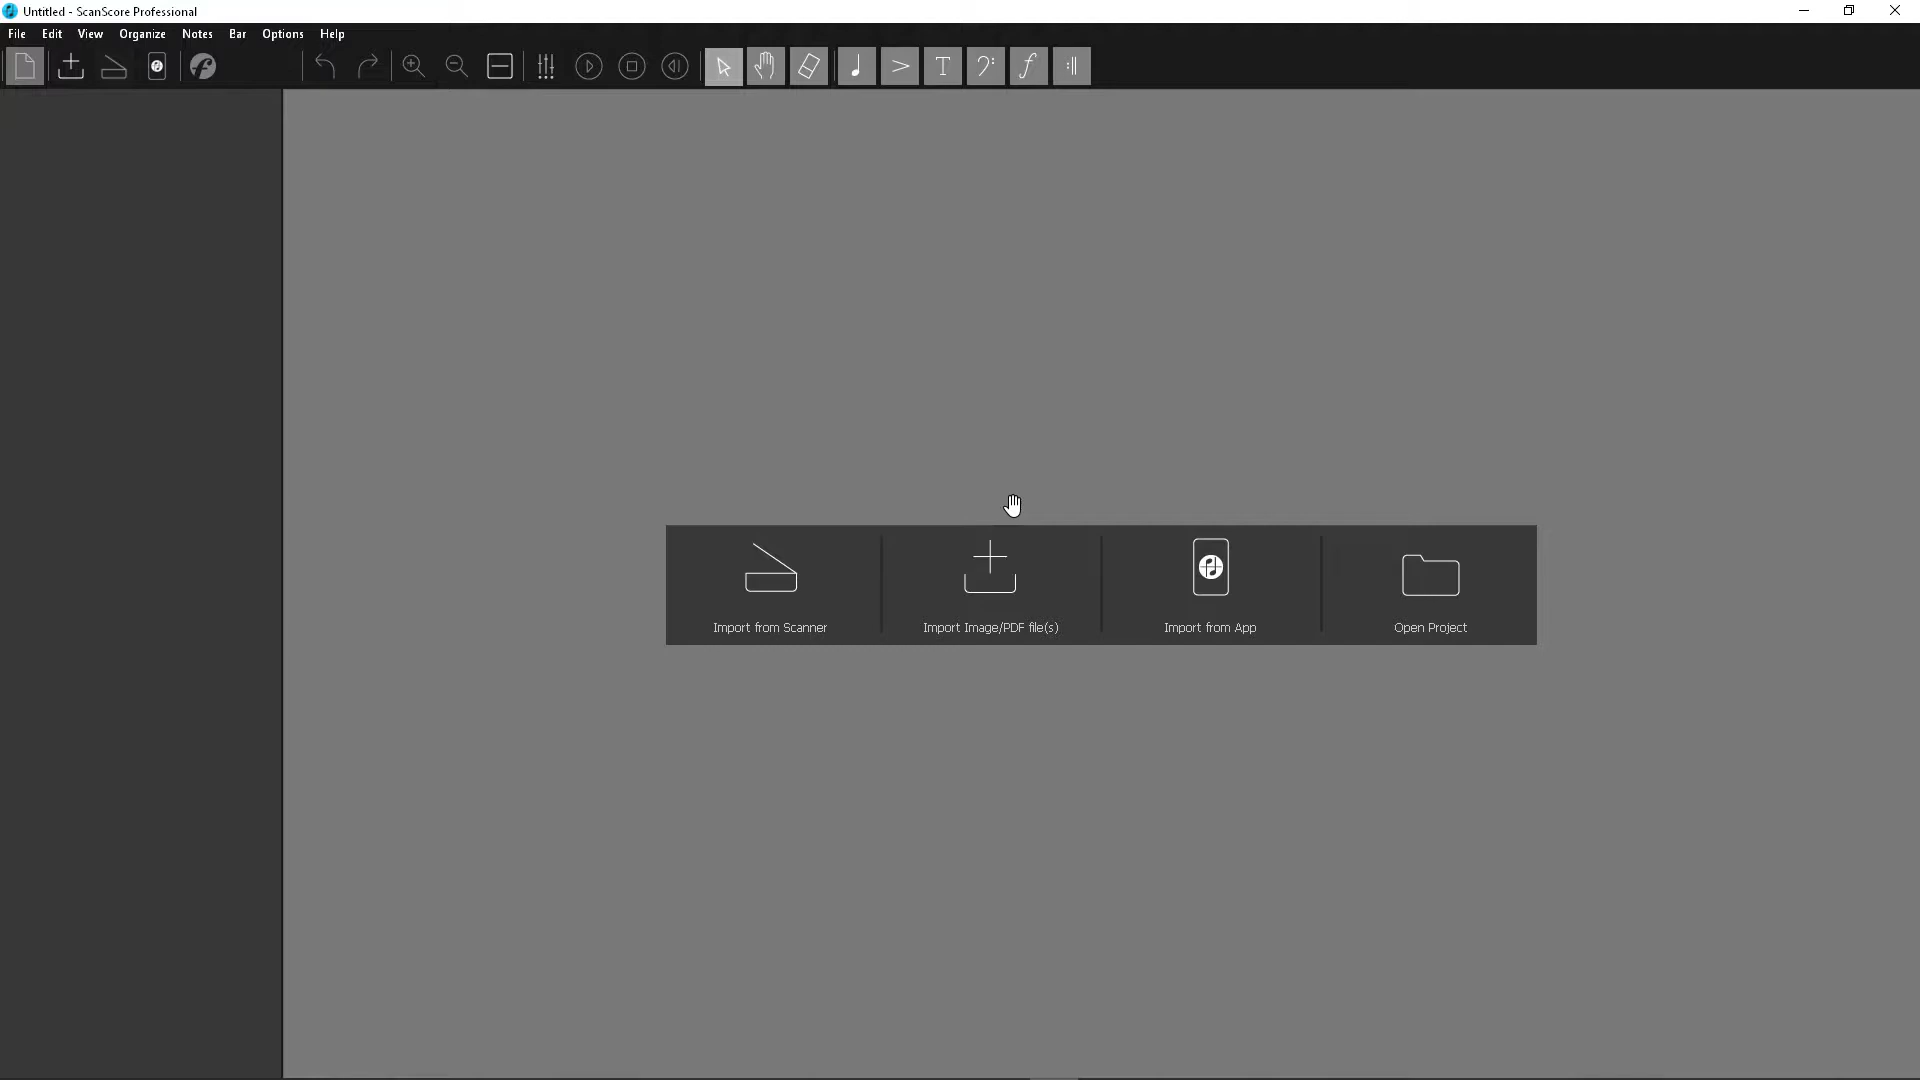 Untitled - ScanScore Professional
File Edit View Organize Notes Bar Options Help
T
Import from Scanner Import Image/PDF file(s) Import from App Open Project